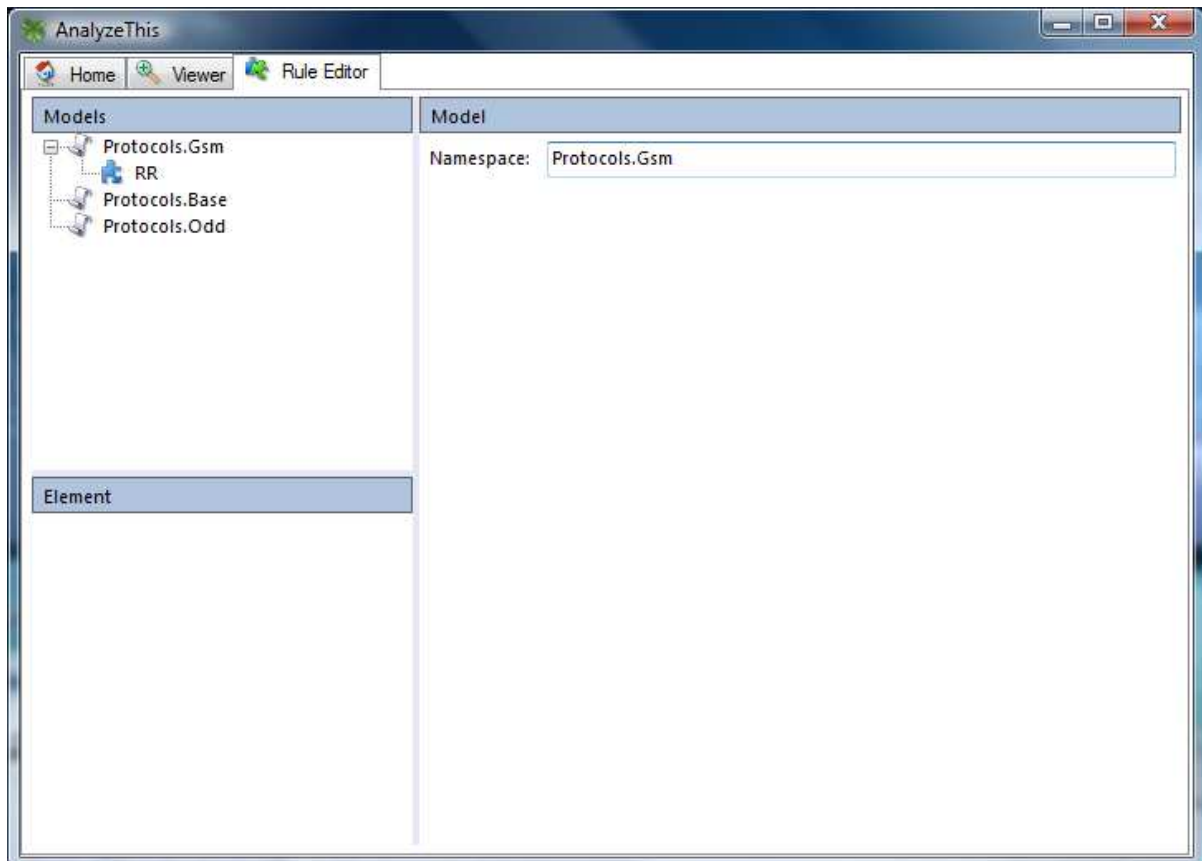 AnalyzeThis
Home Viewer Rule Editor
Models
Protocols.Gsm
RR
Protocols.Base
Protocols.Odd
Element
Model
Namespace: Protocols.Gsm